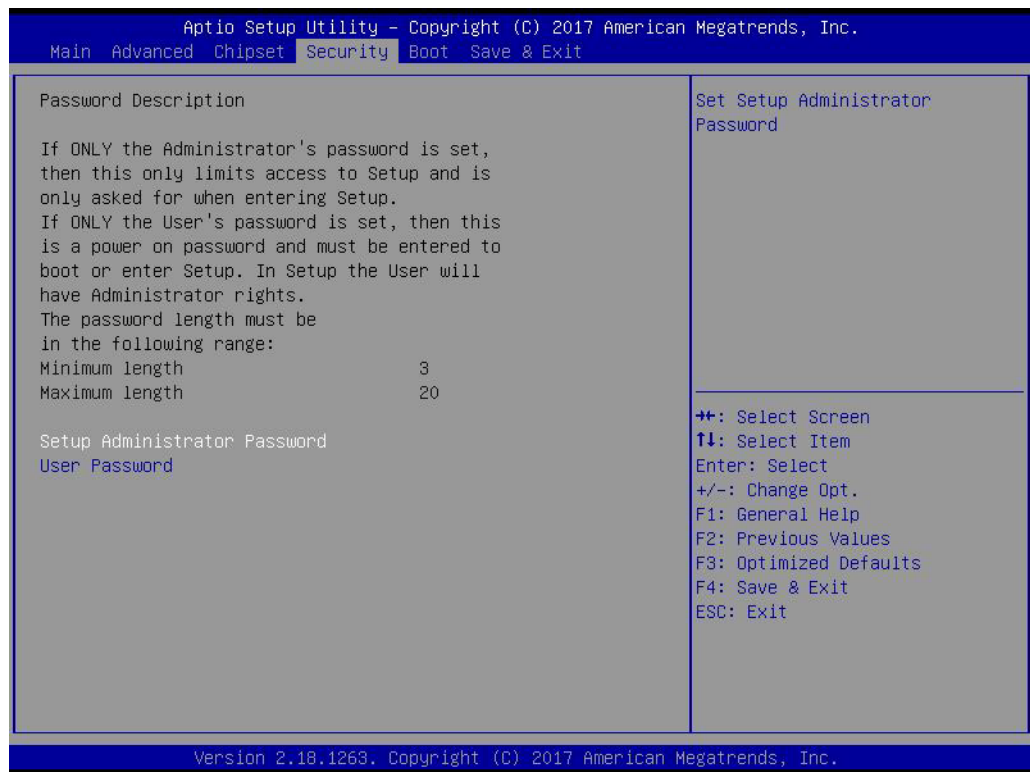 Aptio Setup Utility – Copyright (C) 2017 American Megatrends, Inc.
Main Advanced Chipset Security Boot Save & Exit
Password Description
If ONLY the Administrator's password is set,
then this only limits access to Setup and is
only asked for when entering Setup.
If ONLY the User's password is set, then this
is a power on password and must be entered to
boot or enter Setup. In Setup the User will
have Administrator rights.
The password length must be
in the following range:
Minimum length 3
Maximum length 20
Setup Administrator Password
User Password
Set Setup Administrator
Password
→←: Select Screen
↑↓: Select Item
Enter: Select
+/-: Change Opt.
F1: General Help
F2: Previous Values
F3: Optimized Defaults
F4: Save & Exit
ESC: Exit
Version 2.18.1263. Copyright (C) 2017 American Megatrends, Inc.